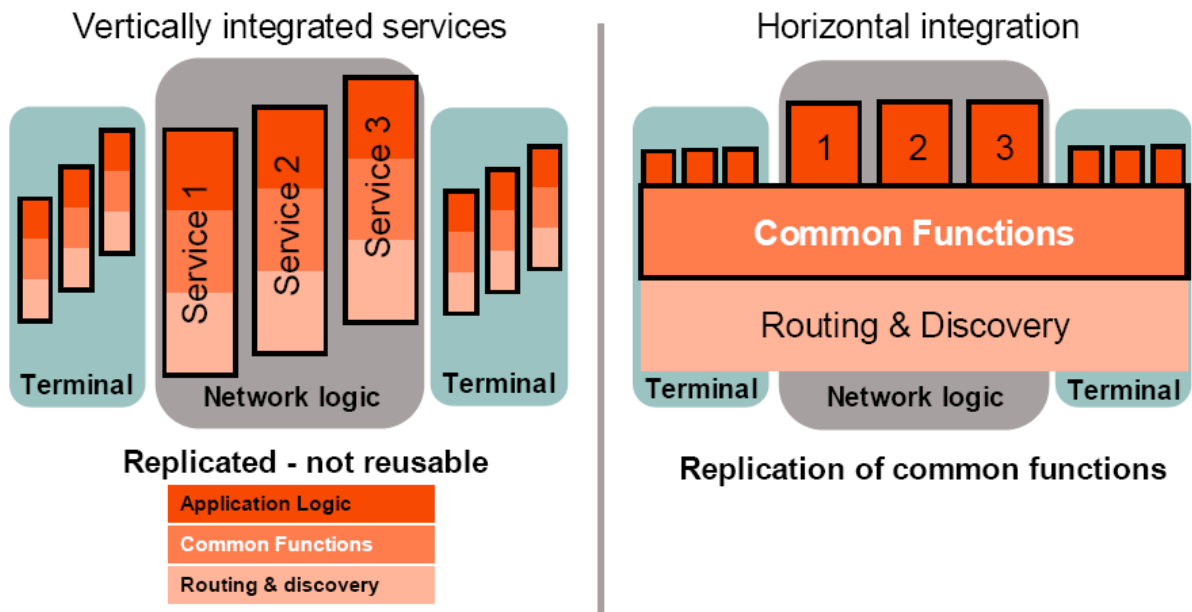 Vertically integrated services
Service 1
Service 2
Service 3
Terminal
Network logic
Terminal
Replicated - not reusable
Application Logic
Common Functions
Routing & discovery
Horizontal integration
1
2
3
Common Functions
Routing & Discovery
Terminal
Network logic
Terminal
Replication of common functions